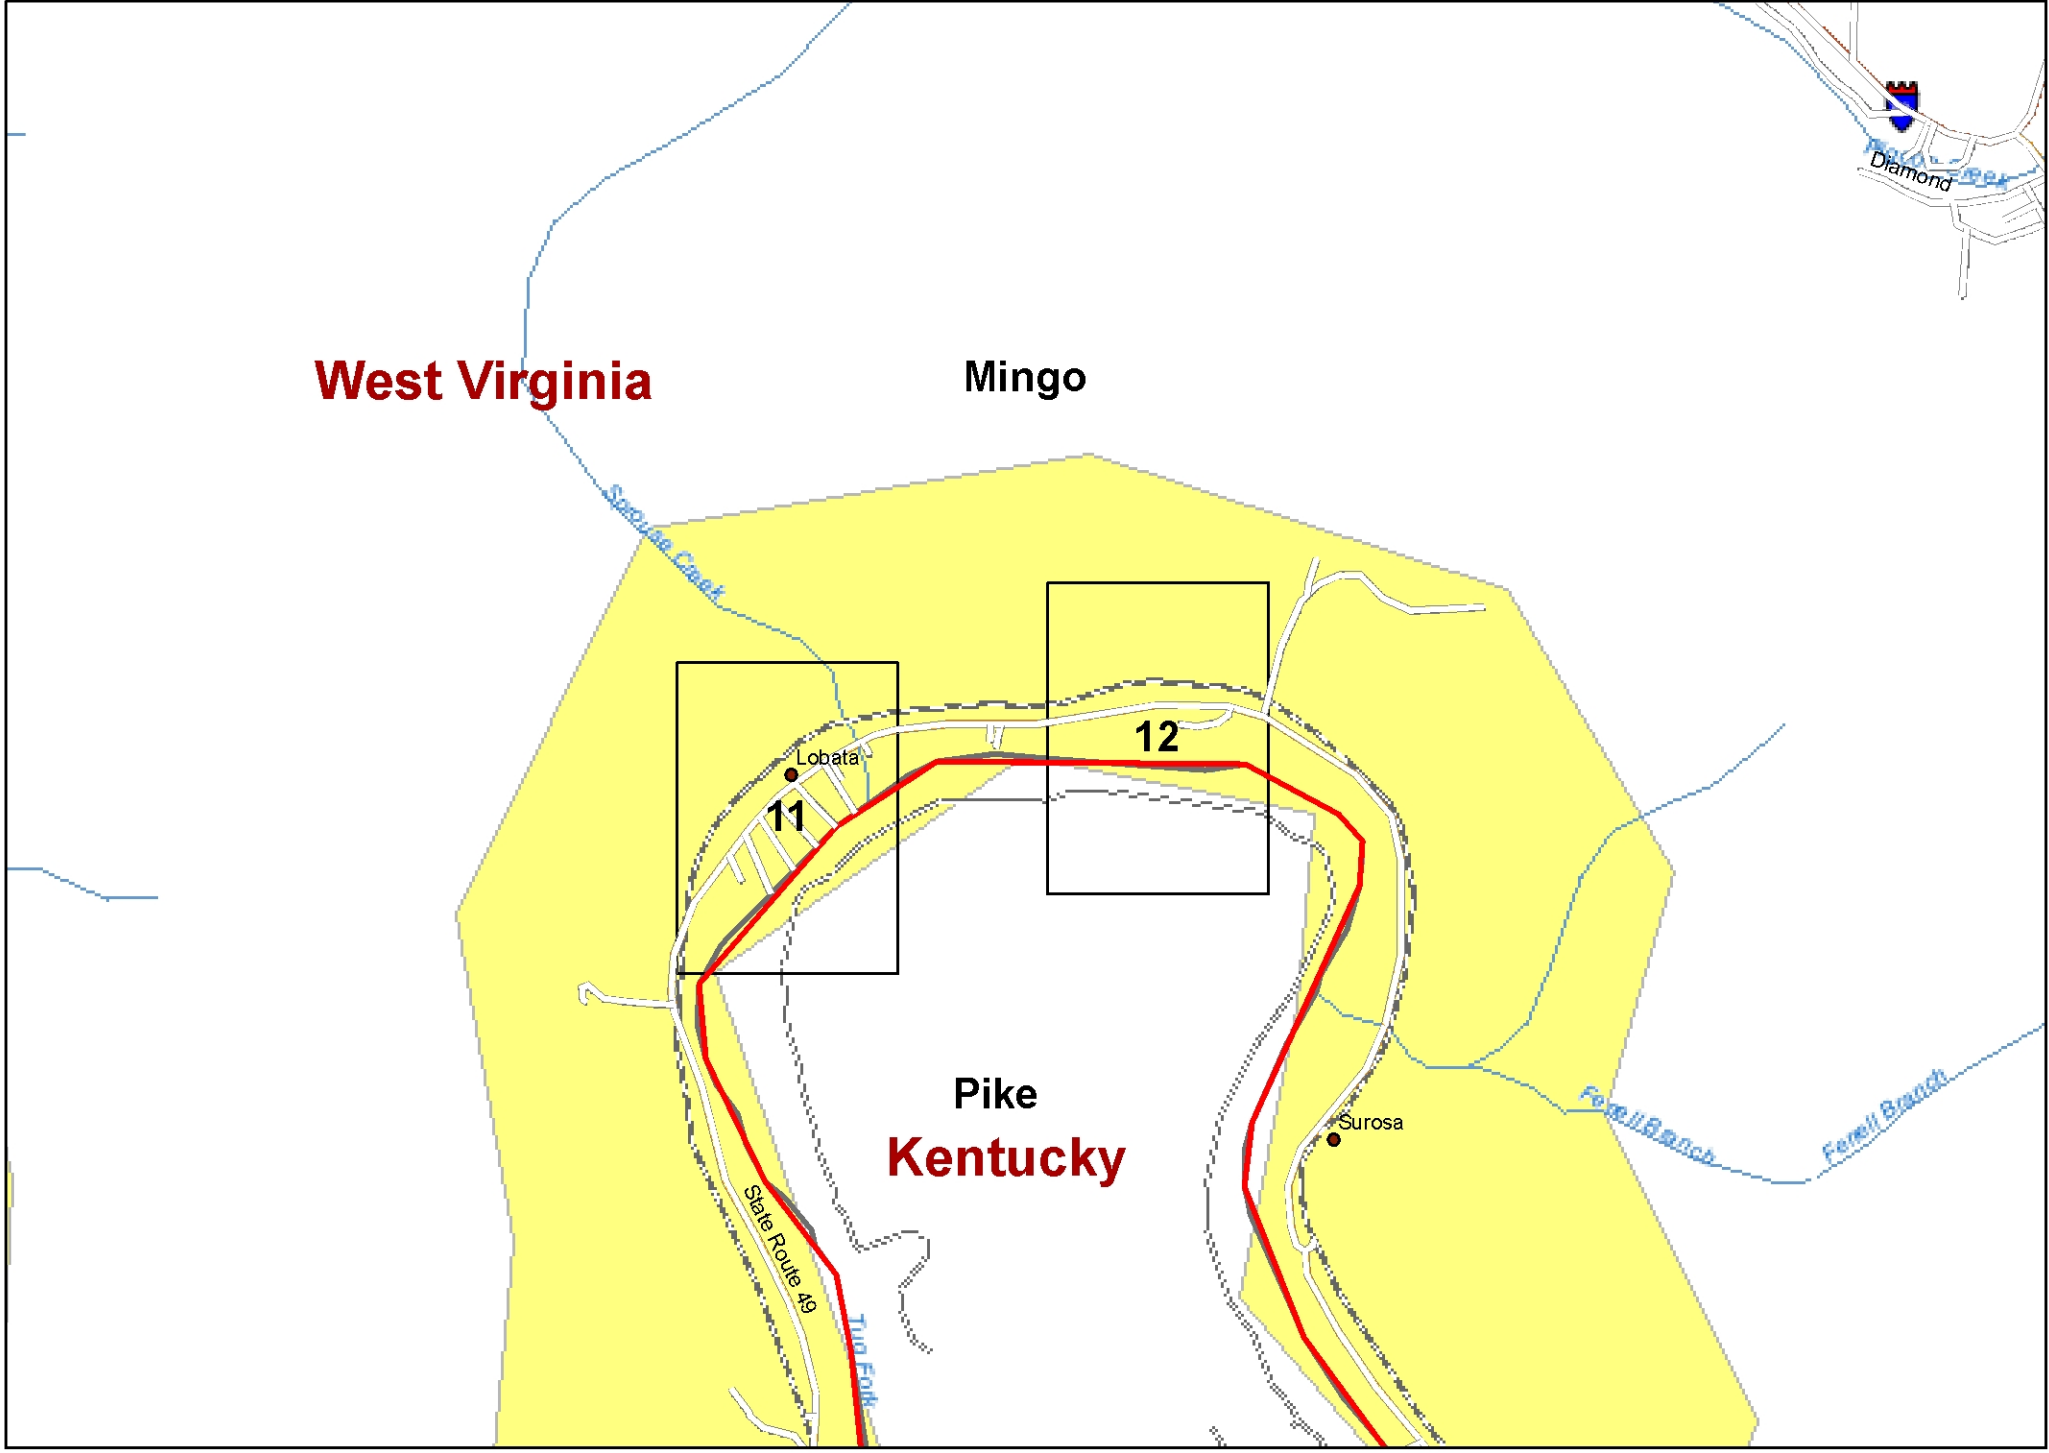 Diamond
West Virginia
Mingo
Sprouse Creek
12
Lobata
11
Pike
Kentucky
Surosa
Ferrell Branch
Ferrell Branch
State Route 49
Tug Fork